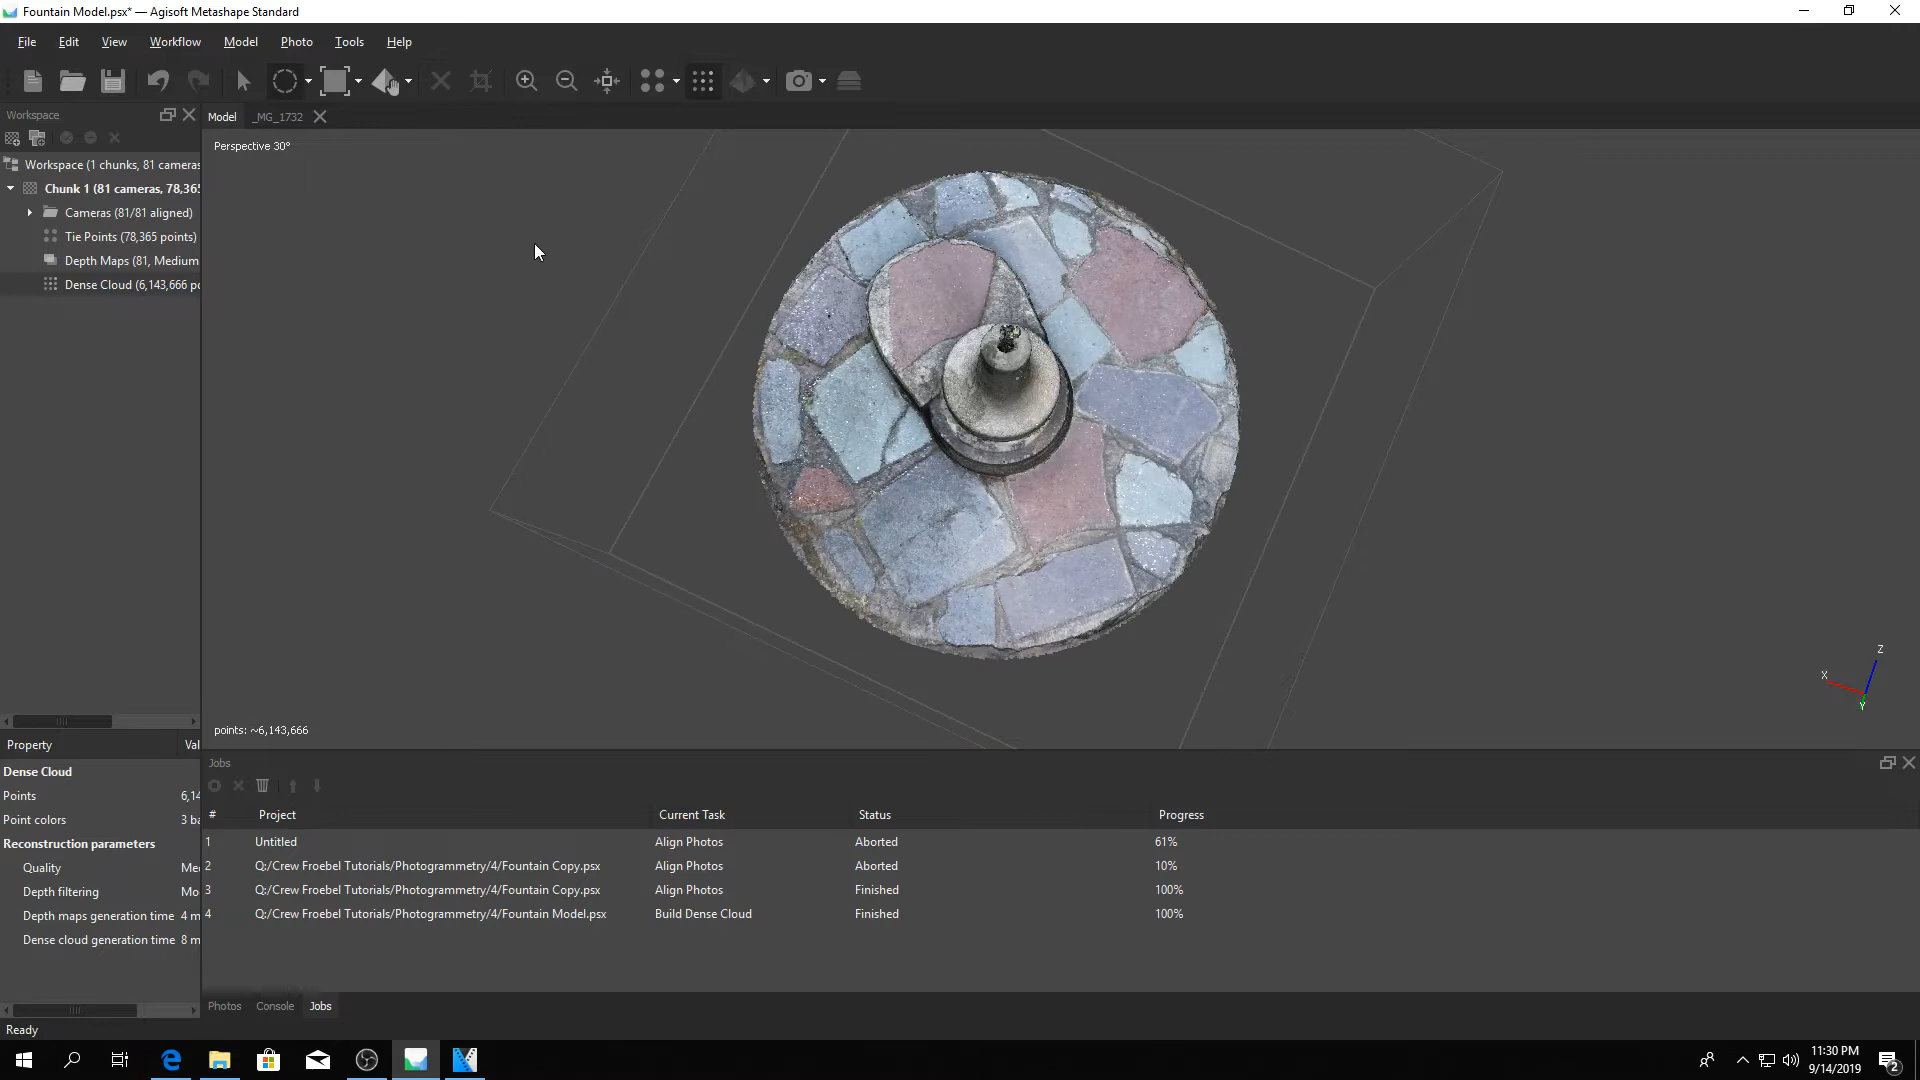 Fountain Model.psx* — Agisoft Metashape Standard
File Edit View Workflow Model Photo Tools Help
Workspace
Model _MG_1732
Perspective 30°
Workspace (1 chunks, 81 cameras
Chunk 1 (81 cameras, 78,365
Cameras (81/81 aligned)
Tie Points (78,365 points)
Depth Maps (81, Medium
Dense Cloud (6,143,666 po
Z
X
Y
points: ~6,143,666
Property Val
Dense Cloud
Points 6,14
Point colors 3 ba
Reconstruction parameters
Quality Me
Depth filtering Mo
Depth maps generation time 4 m
Dense cloud generation time 8 m
Jobs
# Project Current Task Status Progress
1 Untitled Align Photos Aborted 61%
2 Q:/Crew Froebel Tutorials/Photogrammetry/4/Fountain Copy.psx Align Photos Aborted 10%
3 Q:/Crew Froebel Tutorials/Photogrammetry/4/Fountain Copy.psx Align Photos Finished 100%
4 Q:/Crew Froebel Tutorials/Photogrammetry/4/Fountain Model.psx Build Dense Cloud Finished 100%
Photos Console Jobs
Ready
11:30 PM
9/14/2019
2